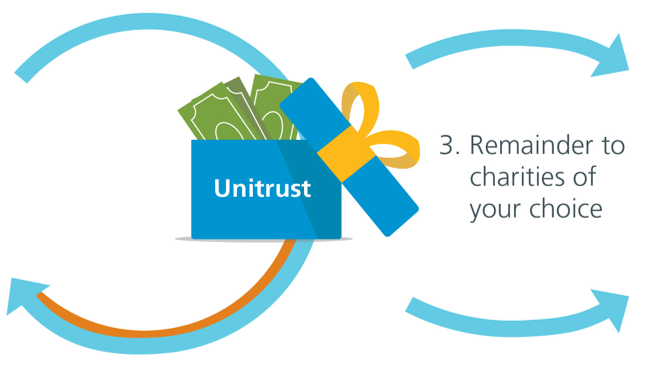 Unitrust
3. Remainder to
charities of
your choice